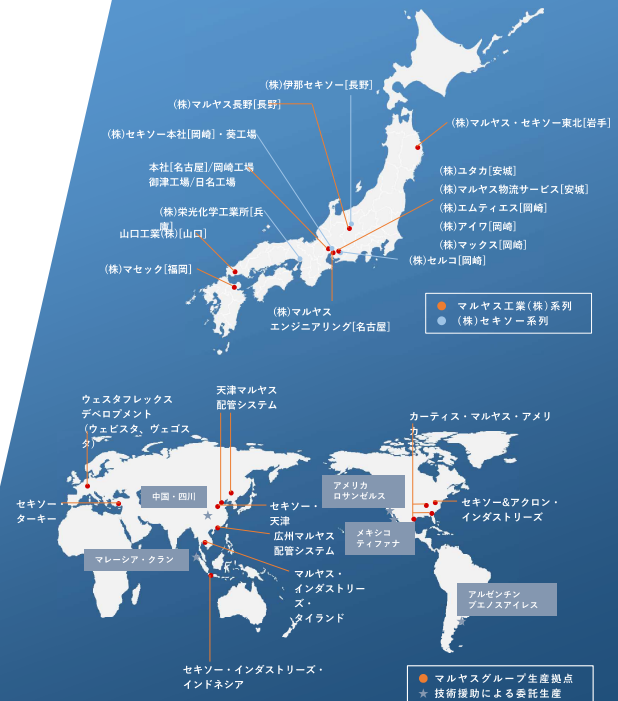 (株)伊那セキソー[長野]
(株)マルヤス長野[長野]
(株)マルヤス・セキソー東北[岩手]
(株)セキソー本社[岡崎]・葵工場
本社[名古屋]/岡崎工場
御津工場/日名工場
(株)ユタカ[安城]
(株)マルヤス物流サービス[安城]
(株)エムティエス[岡崎]
(株)アイワ[岡崎]
(株)マックス[岡崎]
(株)セルコ[岡崎]
(株)栄光化学工業所[兵
庫]
山口工業(株)[山口]
(株)マセック[福岡]
(株)マルヤス
エンジニアリング[名古屋]
マルヤス工業(株)系列
(株)セキソー系列
ウェスタフレックス
デベロプメント
(ウェビスタ、ヴェゴス
タ)
天津マルヤス
配管システム
カーティス・マルヤス・アメリ
カ
中国・四川
アメリカ
ロサンゼルス
セキソー
ターキー
セキソー・
天津
セキソー&アクロン・
インダストリーズ
広州マルヤス
配管システム
メキシコ
ティファナ
マレーシア・クラン
マルヤス・
インダストリー
ズ・
タイランド
アルゼンチン
ブエノスアイレス
セキソー・インダストリーズ・
インドネシア
マルヤスグループ生産拠点
技術援助による委託生産